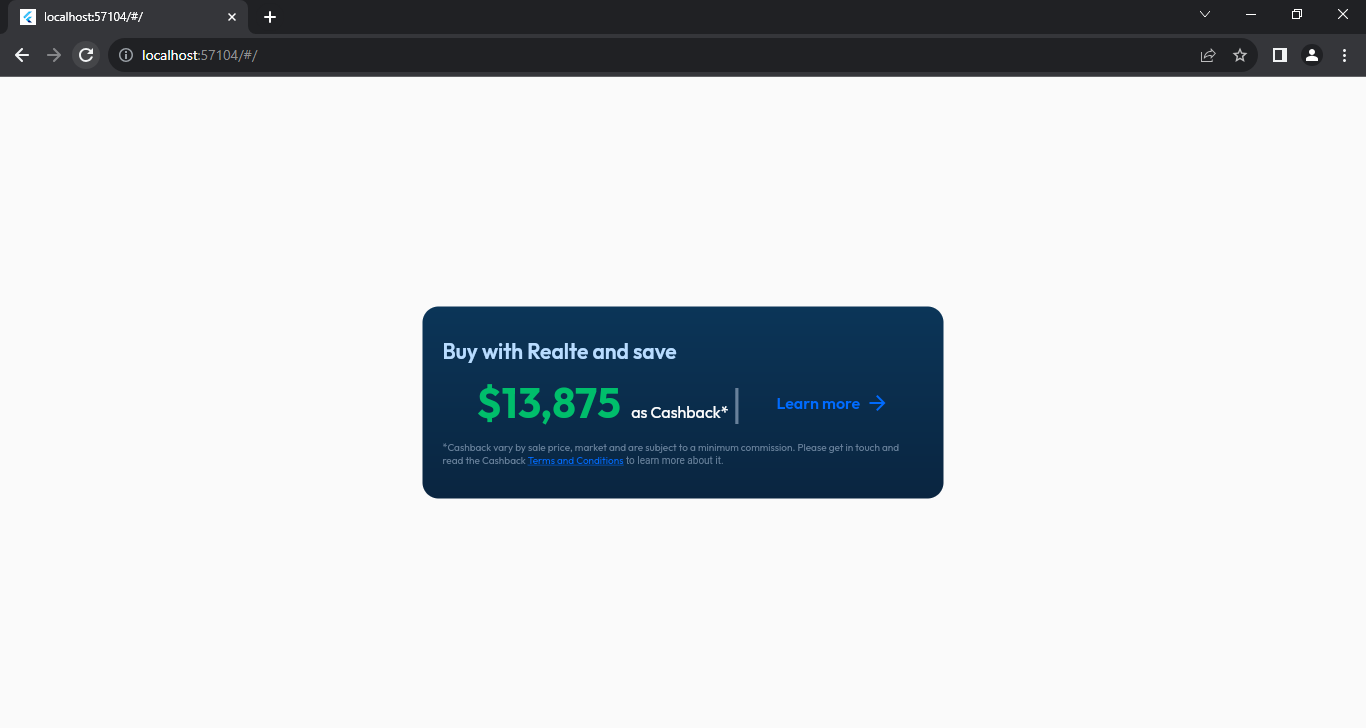 localhost:57104/#/
localhost:57104/#/
Buy with Realte and save
$13,875 as Cashback* Learn more
*Cashback vary by sale price, market and are subject to a minimum commission. Please get in touch and
read the Cashback Terms and Conditions to learn more about it.